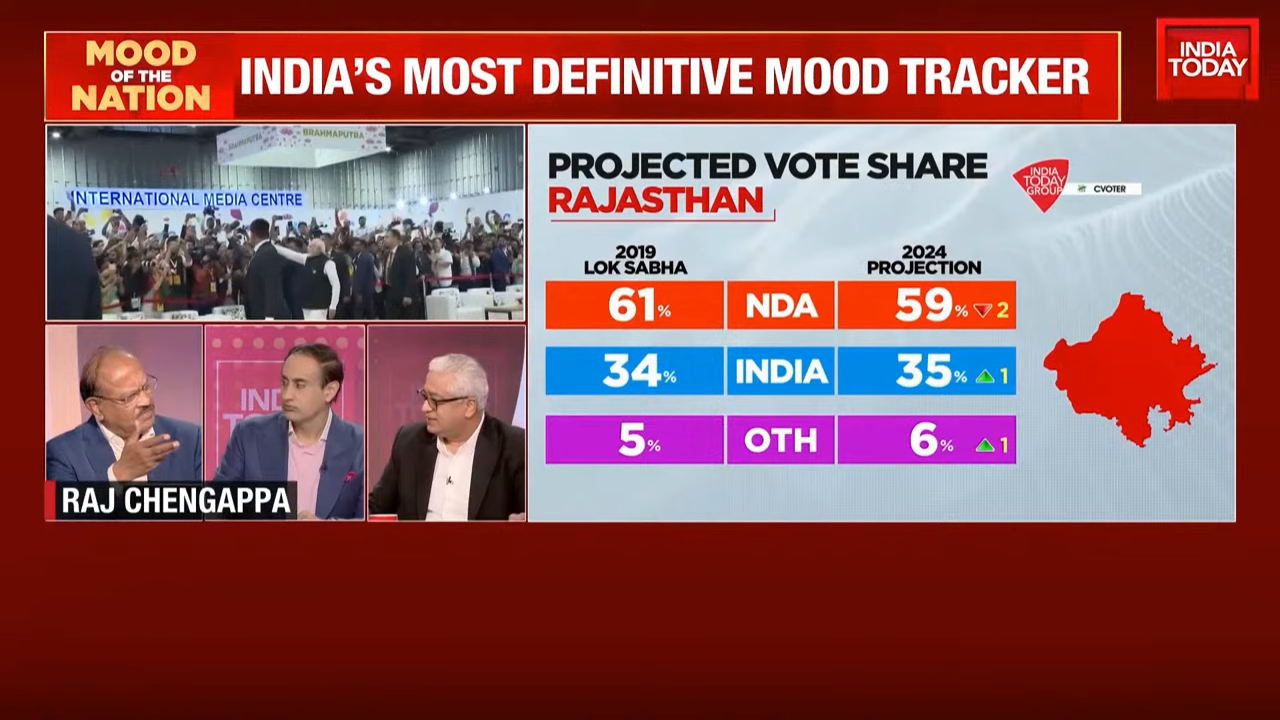 MOOD
OF THE
NATION
INDIA'S MOST DEFINITIVE MOOD TRACKER
INDIA
TODAY
BRAHMAPUTRA
BRAHMAPUTRA
INTERNATIONAL MEDIA CENTRE
PROJECTED VOTE SHARE
RAJASTHAN
INDIA
TODAY
GROUP
CVOTER
2019
LOK SABHA
2024
PROJECTION
61% NDA 59% 2
34% INDIA 35% 1
5% OTH 6% 1
IND
RAJ CHENGAPPA